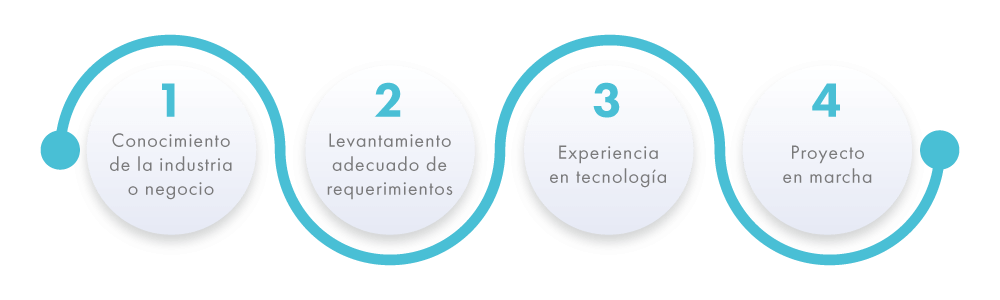 1
Conocimiento
de la industria
o negocio
2
Levantamiento
adecuado de
requerimientos
3
Experiencia
en tecnología
4
Proyecto
en marcha